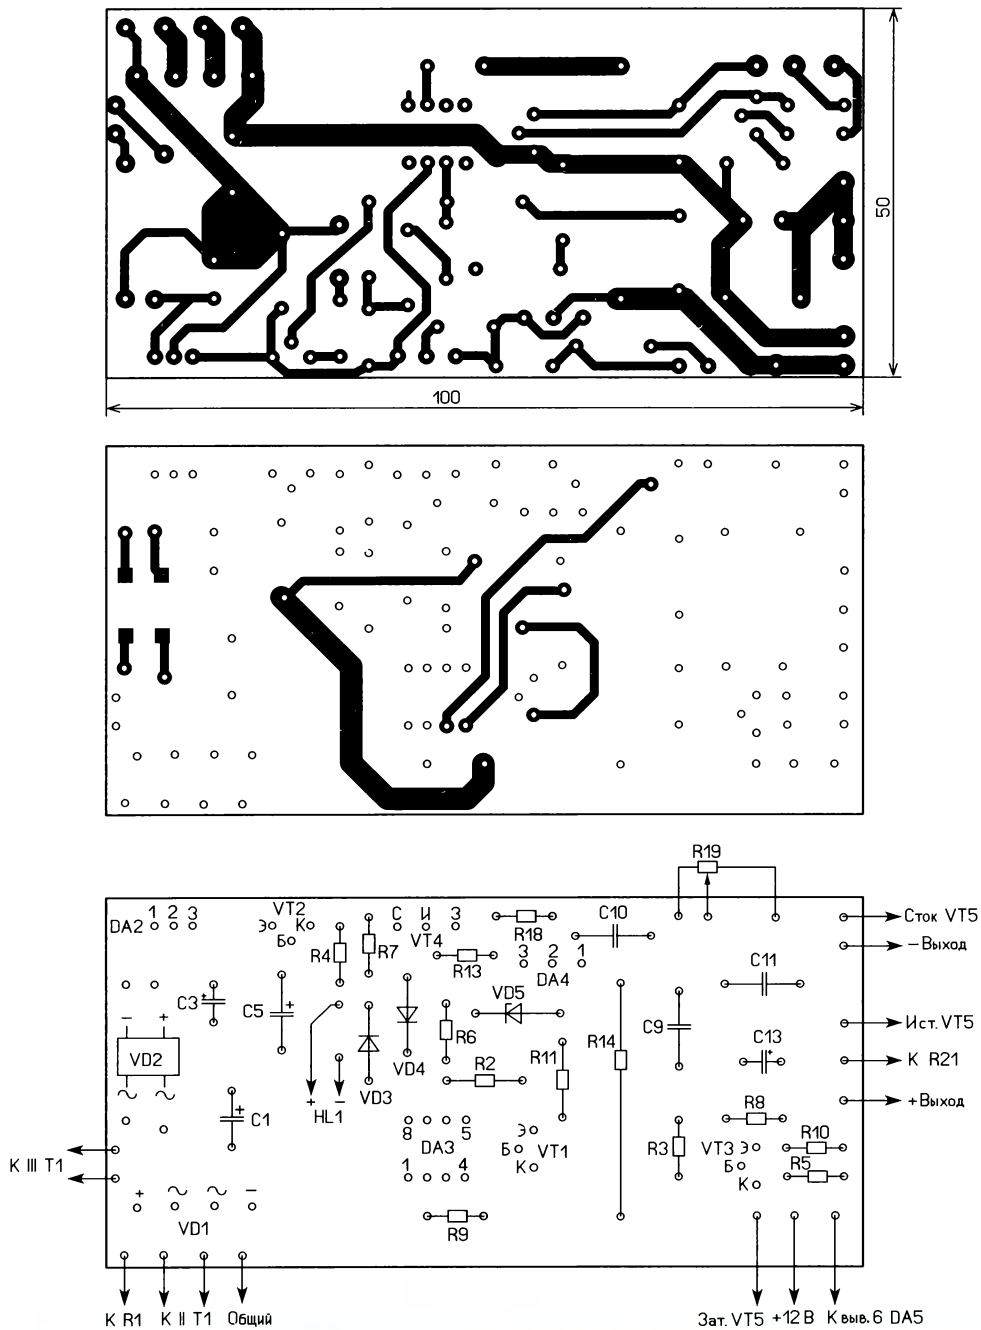 50
100
R19
DA2 1 2 3
VT2
Э К
Б
R4
R7
С И З
VT4
R18
R13
3 2 1
DA4
C10
C11
Сток VT5
–Выход
C3 +
C5 +
VD5
R6
VD4
VD3
R2
R11
R14
C9
C13 +
Ист. VT5
К R21
+Выход
– +
VD2
~ ~
+ –
HL1
C1 +
8 5
DA3
1 4
Э
Б VT1
К
R3
R8
VT3 Э
Б
К
R10
R5
К III T1
+ ~ ~ –
VD1
R9
К R1 К II T1 Общий
Зат. VT5 +12 В К выв. 6 DA5